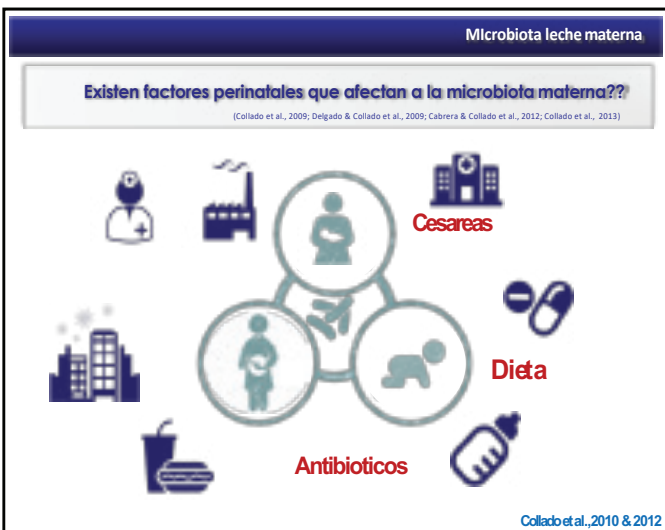 MIcrobiota leche materna
Existen factores perinatales que afectan a la microbiota materna??
(Collado et al., 2009; Delgado & Collado et al., 2009; Cabrera & Collado et al., 2012; Collado et al., 2013)
Cesareas
Dieta
Antibioticos
Collado et al., 2010 & 2012